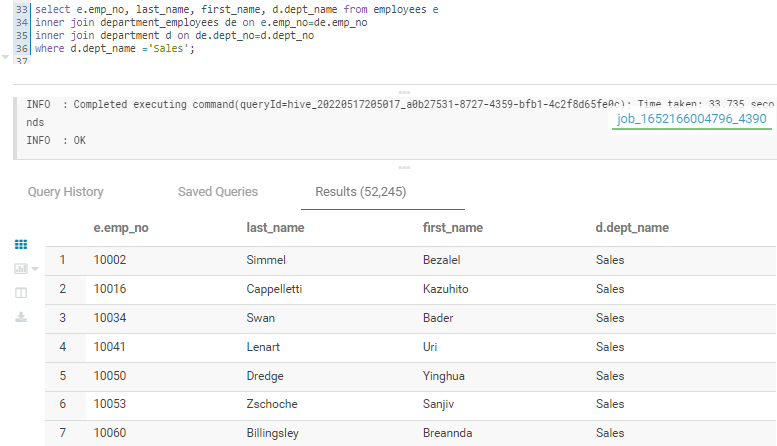 33 select e.emp_no, last_name, first_name, d.dept_name from employees e
34 inner join department_employees de on e.emp_no=de.emp_no
35 inner join department d on de.dept_no=d.dept_no
36 where d.dept_name ='Sales';
37
INFO : Completed executing command(queryId=hive_20220517205017_a0b27531-8727-4359-bfb1-4c2f8d65fe0c); Time taken: 33.735 seco
nds
job_1652166004796_4390
INFO : OK
Query History Saved Queries Results (52,245)
e.emp_no last_name first_name d.dept_name
1 10002 Simmel Bezalel Sales
2 10016 Cappelletti Kazuhito Sales
3 10034 Swan Bader Sales
4 10041 Lenart Uri Sales
5 10050 Dredge Yinghua Sales
6 10053 Zschoche Sanjiv Sales
7 10060 Billingsley Breannda Sales